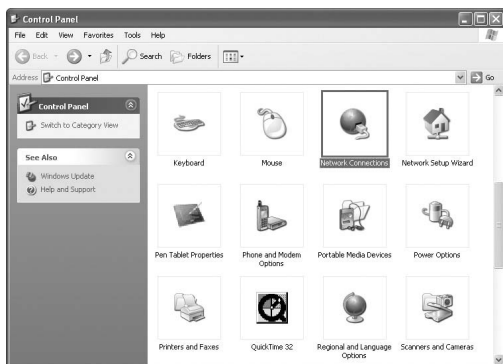 Control Panel
File Edit View Favorites Tools Help
Back Search Folders
Address Control Panel Go
Control Panel
Switch to Category View
See Also
Windows Update
Help and Support
Keyboard Mouse Network Connections Network Setup Wizard
Pen Tablet Properties Phone and Modem Options Portable Media Devices Power Options
Printers and Faxes QuickTime 32 Regional and Language Options Scanners and Cameras